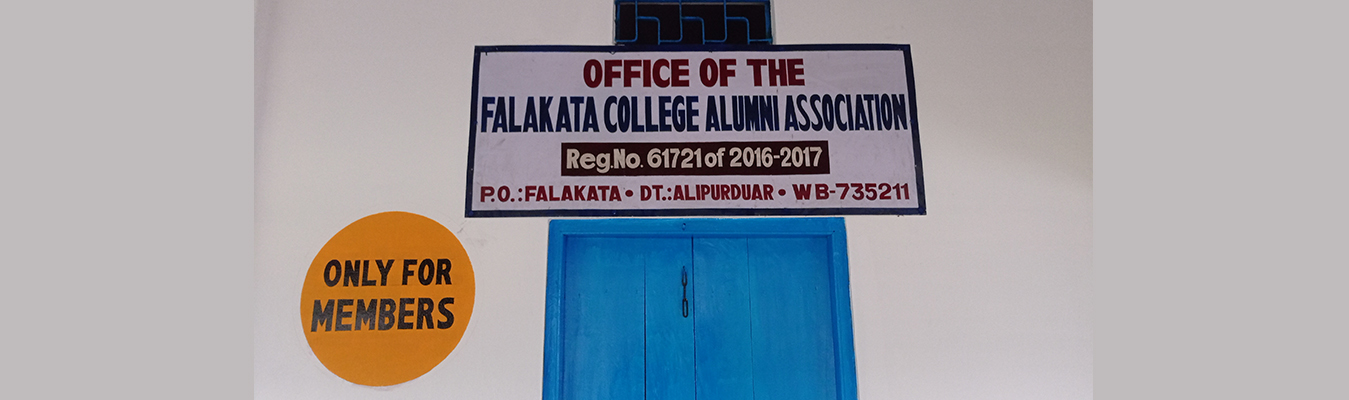 OFFICE OF THE
FALAKATA COLLEGE ALUMNI ASSOCIATION
Reg.No. 61721 of 2016-2017
P.O.:FALAKATA • DT.:ALIPURDUAR • WB-735211
ONLY FOR
MEMBERS